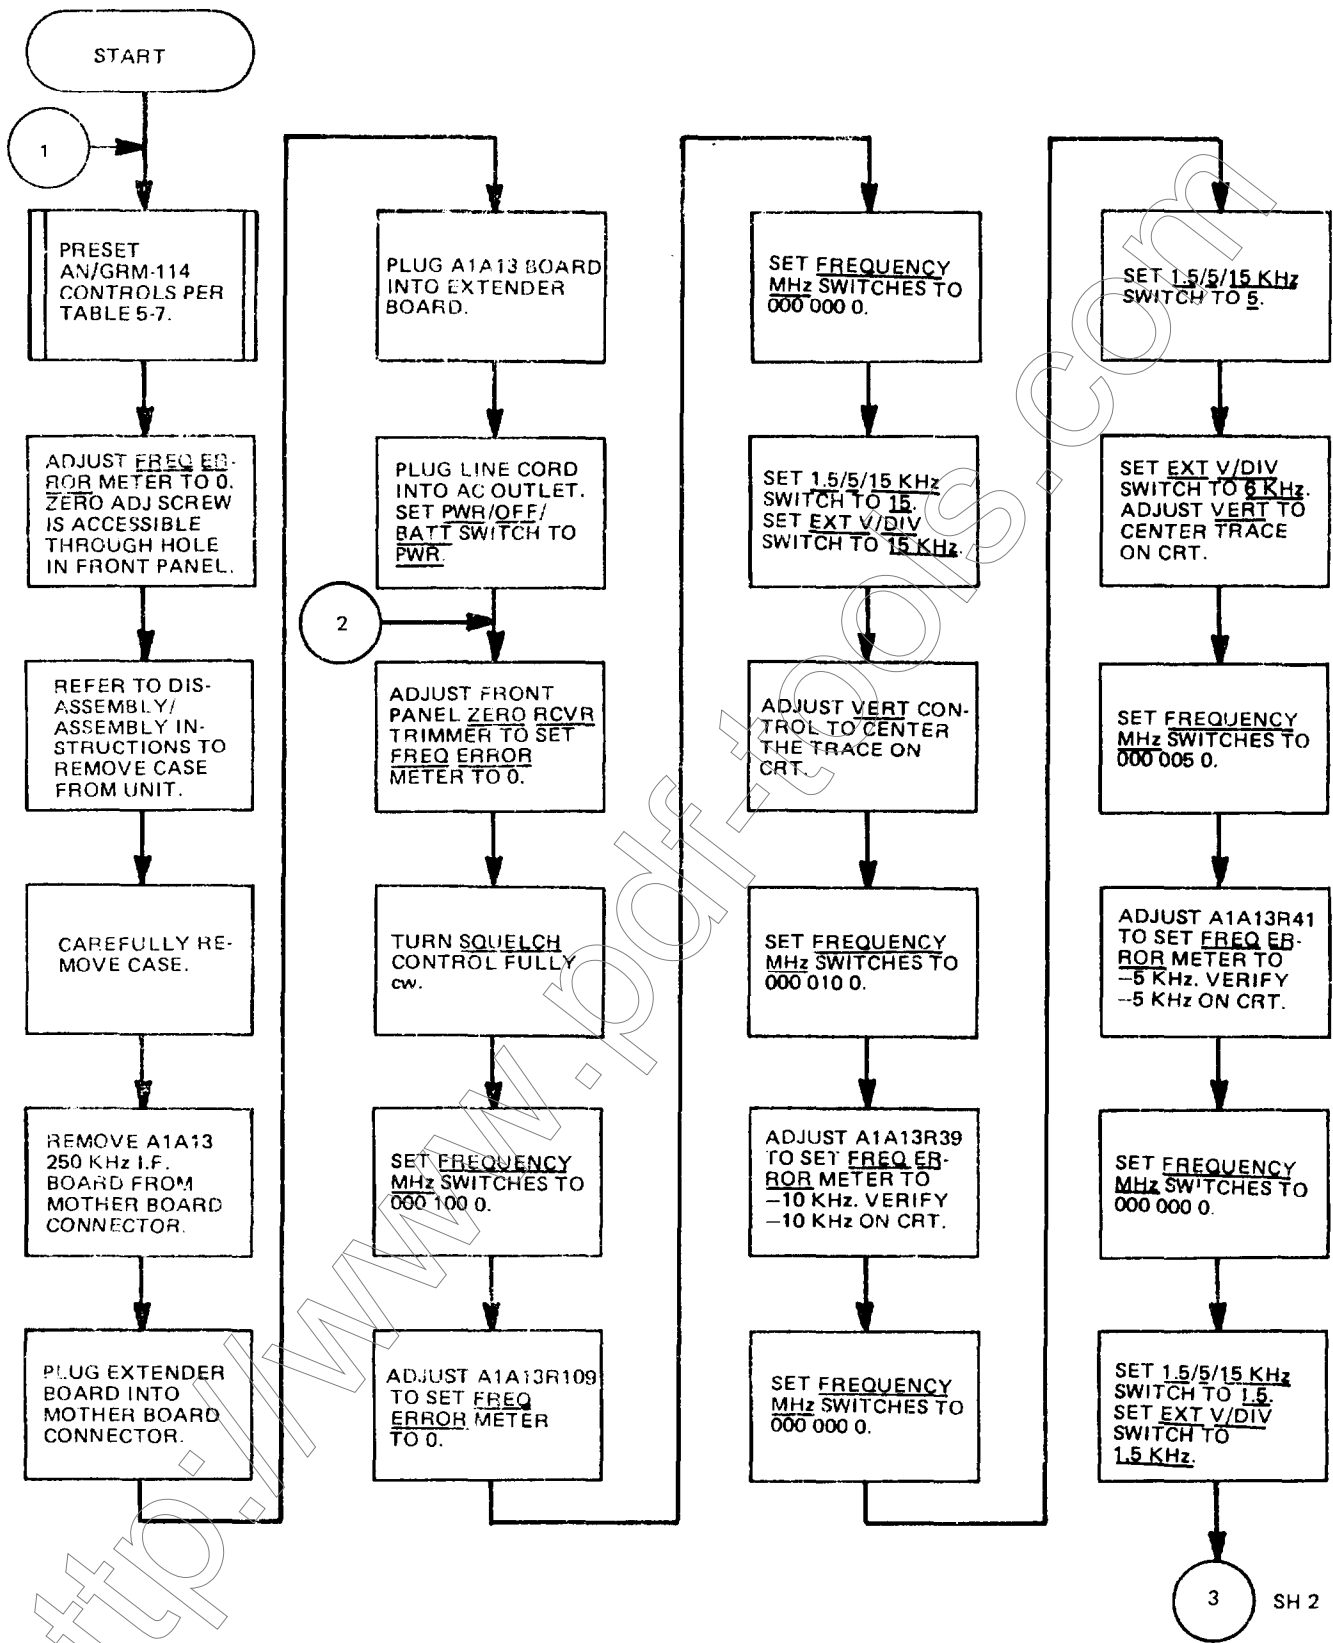 START
1
PRESET
AN/GRM-114
CONTROLS PER
TABLE 5-7.
ADJUST FREQ ER-
ROR METER TO 0.
ZERO ADJ SCREW
IS ACCESSIBLE
THROUGH HOLE
IN FRONT PANEL.
REFER TO DIS-
ASSEMBLY/
ASSEMBLY IN-
STRUCTIONS TO
REMOVE CASE
FROM UNIT.
CAREFULLY RE-
MOVE CASE.
REMOVE A1A13
250 KHz I.F.
BOARD FROM
MOTHER BOARD
CONNECTOR.
PLUG EXTENDER
BOARD INTO
MOTHER BOARD
CONNECTOR.
PLUG A1A13 BOARD
INTO EXTENDER
BOARD.
PLUG LINE CORD
INTO AC OUTLET.
SET PWR/OFF/
BATT SWITCH TO
PWR.
2
ADJUST FRONT
PANEL ZERO RCVR
TRIMMER TO SET
FREQ ERROR
METER TO 0.
TURN SQUELCH
CONTROL FULLY
cw.
SET FREQUENCY
MHz SWITCHES TO
000 100 0.
ADJUST A1A13R109
TO SET FREQ
ERROR METER
TO 0.
SET FREQUENCY
MHz SWITCHES TO
000 000 0.
SET 1.5/5/15 KHz
SWITCH TO 15.
SET EXT V/DIV
SWITCH TO 15 KHz.
ADJUST VERT CON-
TROL TO CENTER
THE TRACE ON
CRT.
SET FREQUENCY
MHz SWITCHES TO
000 010 0.
ADJUST A1A13R39
TO SET FREQ ER-
ROR METER TO
−10 KHz. VERIFY
−10 KHz ON CRT.
SET FREQUENCY
MHz SWITCHES TO
000 000 0.
SET 1.5/5/15 KHz
SWITCH TO 5.
SET EXT V/DIV
SWITCH TO 6 KHz.
ADJUST VERT TO
CENTER TRACE
ON CRT.
SET FREQUENCY
MHz SWITCHES TO
000 005 0.
ADJUST A1A13R41
TO SET FREQ ER-
ROR METER TO
−5 KHz. VERIFY
−5 KHz ON CRT.
SET FREQUENCY
MHz SWITCHES TO
000 000 0.
SET 1.5/5/15 KHz
SWITCH TO 1.5.
SET EXT V/DIV
SWITCH TO
1.5 KHz.
3
SH 2
ttp://www.pdf-tools.com